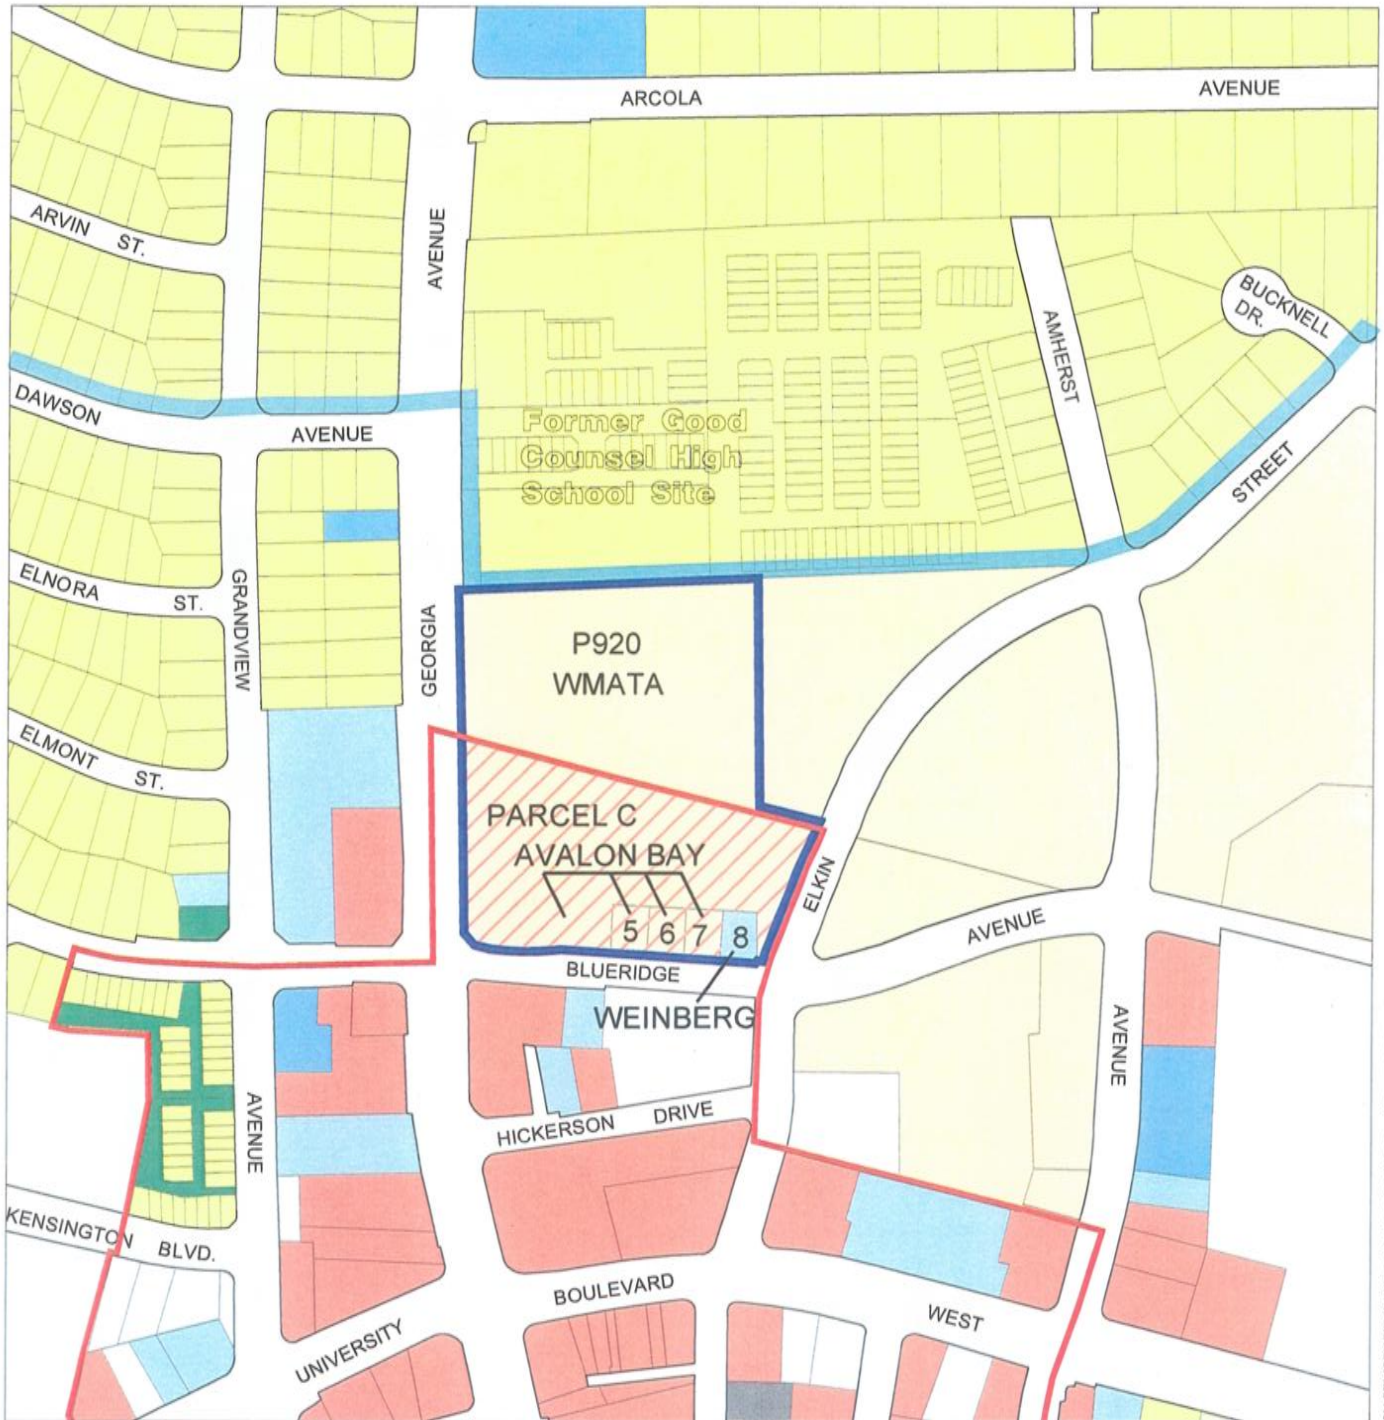 ARCOLA
AVENUE
ARVIN ST.
AVENUE
BUCKNELL
DR.
AMHERST
DAWSON
AVENUE
Former Good
Counsel High
School Site
STREET
ELNORA ST.
GRANDVIEW
GEORGIA
P920
WMATA
ELMONT ST.
PARCEL C
AVALON BAY
ELKIN
5 6 7 8
AVENUE
BLUERIDGE
WEINBERG
AVENUE
AVENUE
HICKERSON DRIVE
KENSINGTON BLVD.
BOULEVARD
WEST
UNIVERSITY